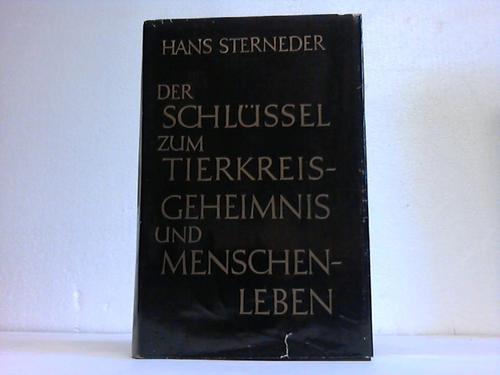 HANS STERNEDER
DER
SCHLÜSSEL
ZUM
TIERKREIS-
GEHEIMNIS
UND
MENSCHEN-
LEBEN